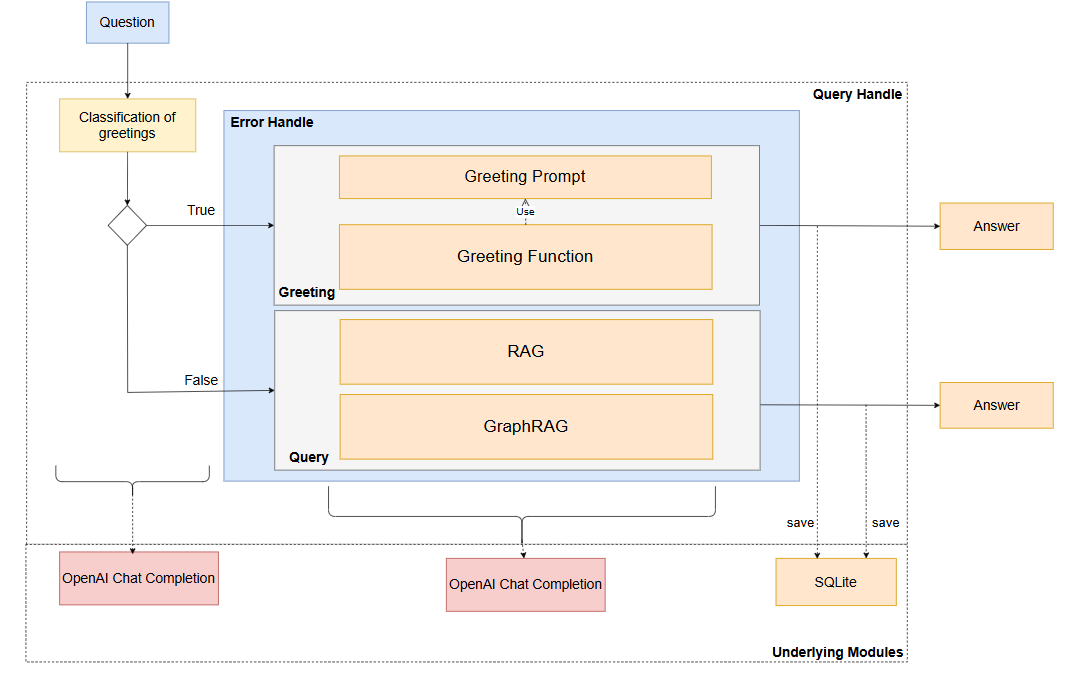 Question
Query Handle
Classification of
greetings
Error Handle
Greeting Prompt
Use
True
Greeting Function
Answer
Greeting
RAG
False
GraphRAG
Answer
Query
save
save
OpenAI Chat Completion
OpenAI Chat Completion
SQLite
Underlying Modules